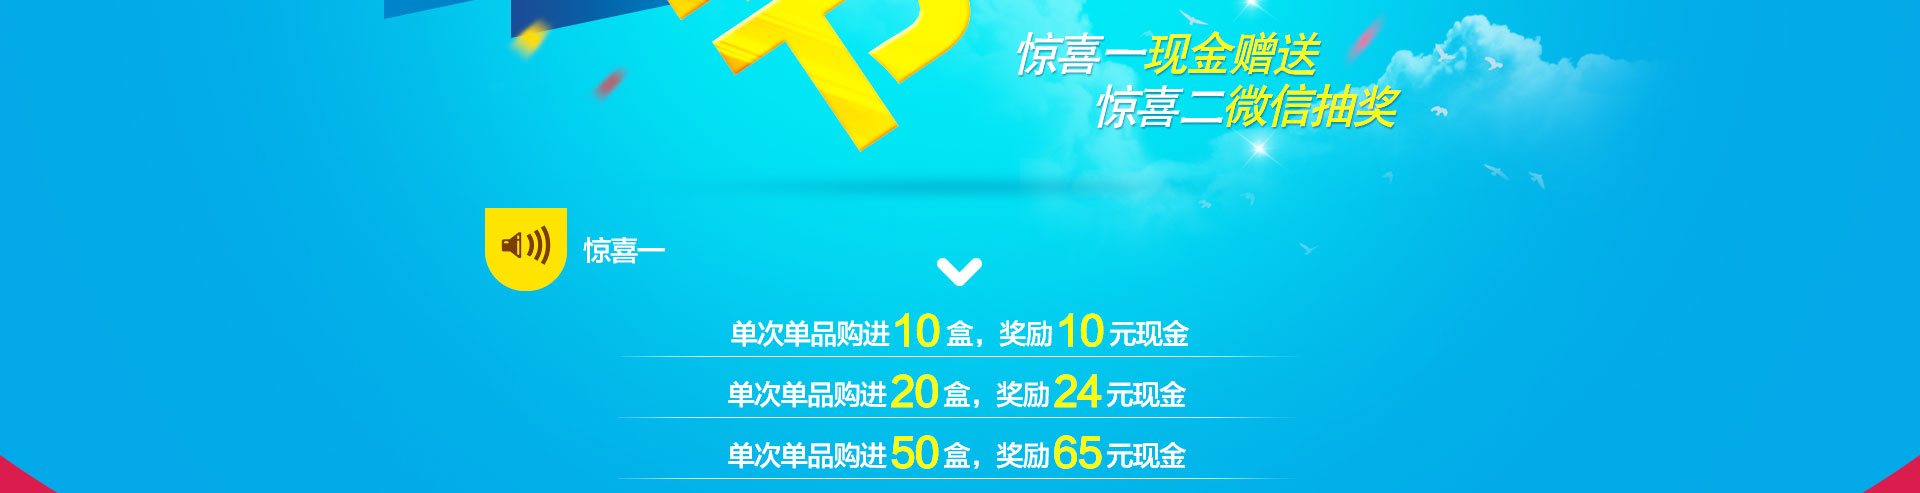 惊喜一现金赠送
惊喜二微信抽奖
惊喜一
单次单品购进10盒，奖励10元现金
单次单品购进20盒，奖励24元现金
单次单品购进50盒，奖励65元现金